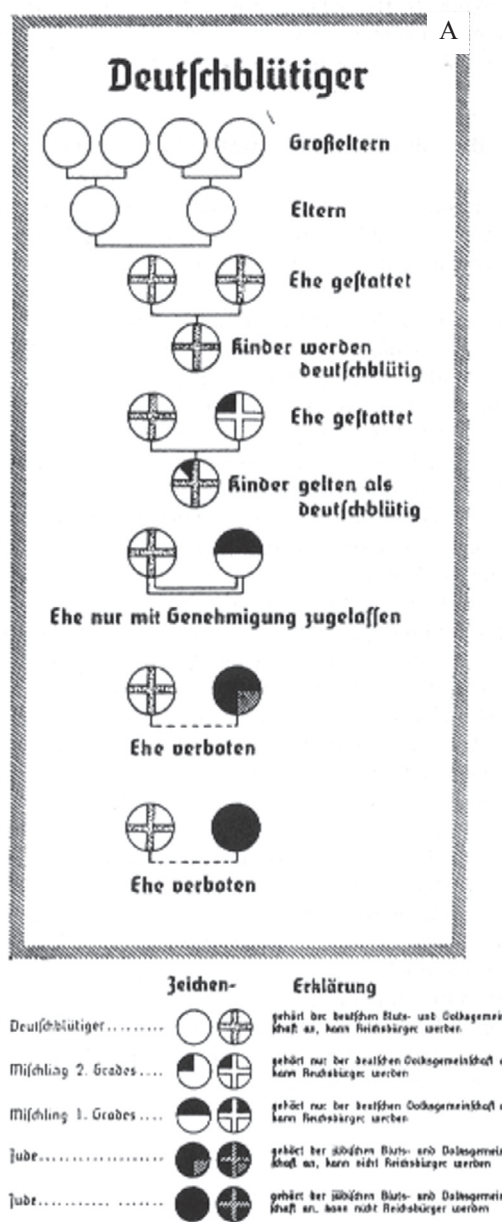 A
Deutschblütiger
Großeltern
Eltern
Ehe gestattet
Kinder werden
deutschblütig
Ehe gestattet
Kinder gelten als
deutschblütig
Ehe nur mit Genehmigung zugelassen
Ehe verboten
Ehe verboten
Zeichen- Erklärung
Deutschblütiger ......... gehört der deutschen Bluts- und Volksgemein-
schaft an, kann Reichsbürger werden
Mischling 2. Grades .... gehört nur der deutschen Volksgemeinschaft
kann Reichsbürger werden
Mischling 1. Grades .... gehört nur der deutschen Volksgemeinschaft
kann Reichsbürger werden
Jude ..................... gehört der jüdischen Bluts- und Volksgemein-
schaft an, kann nicht Reichsbürger werden
Jude ........... ......... gehört der jüdischen Bluts- und Volksgemein-
schaft an, kann nicht Reichsbürger werden